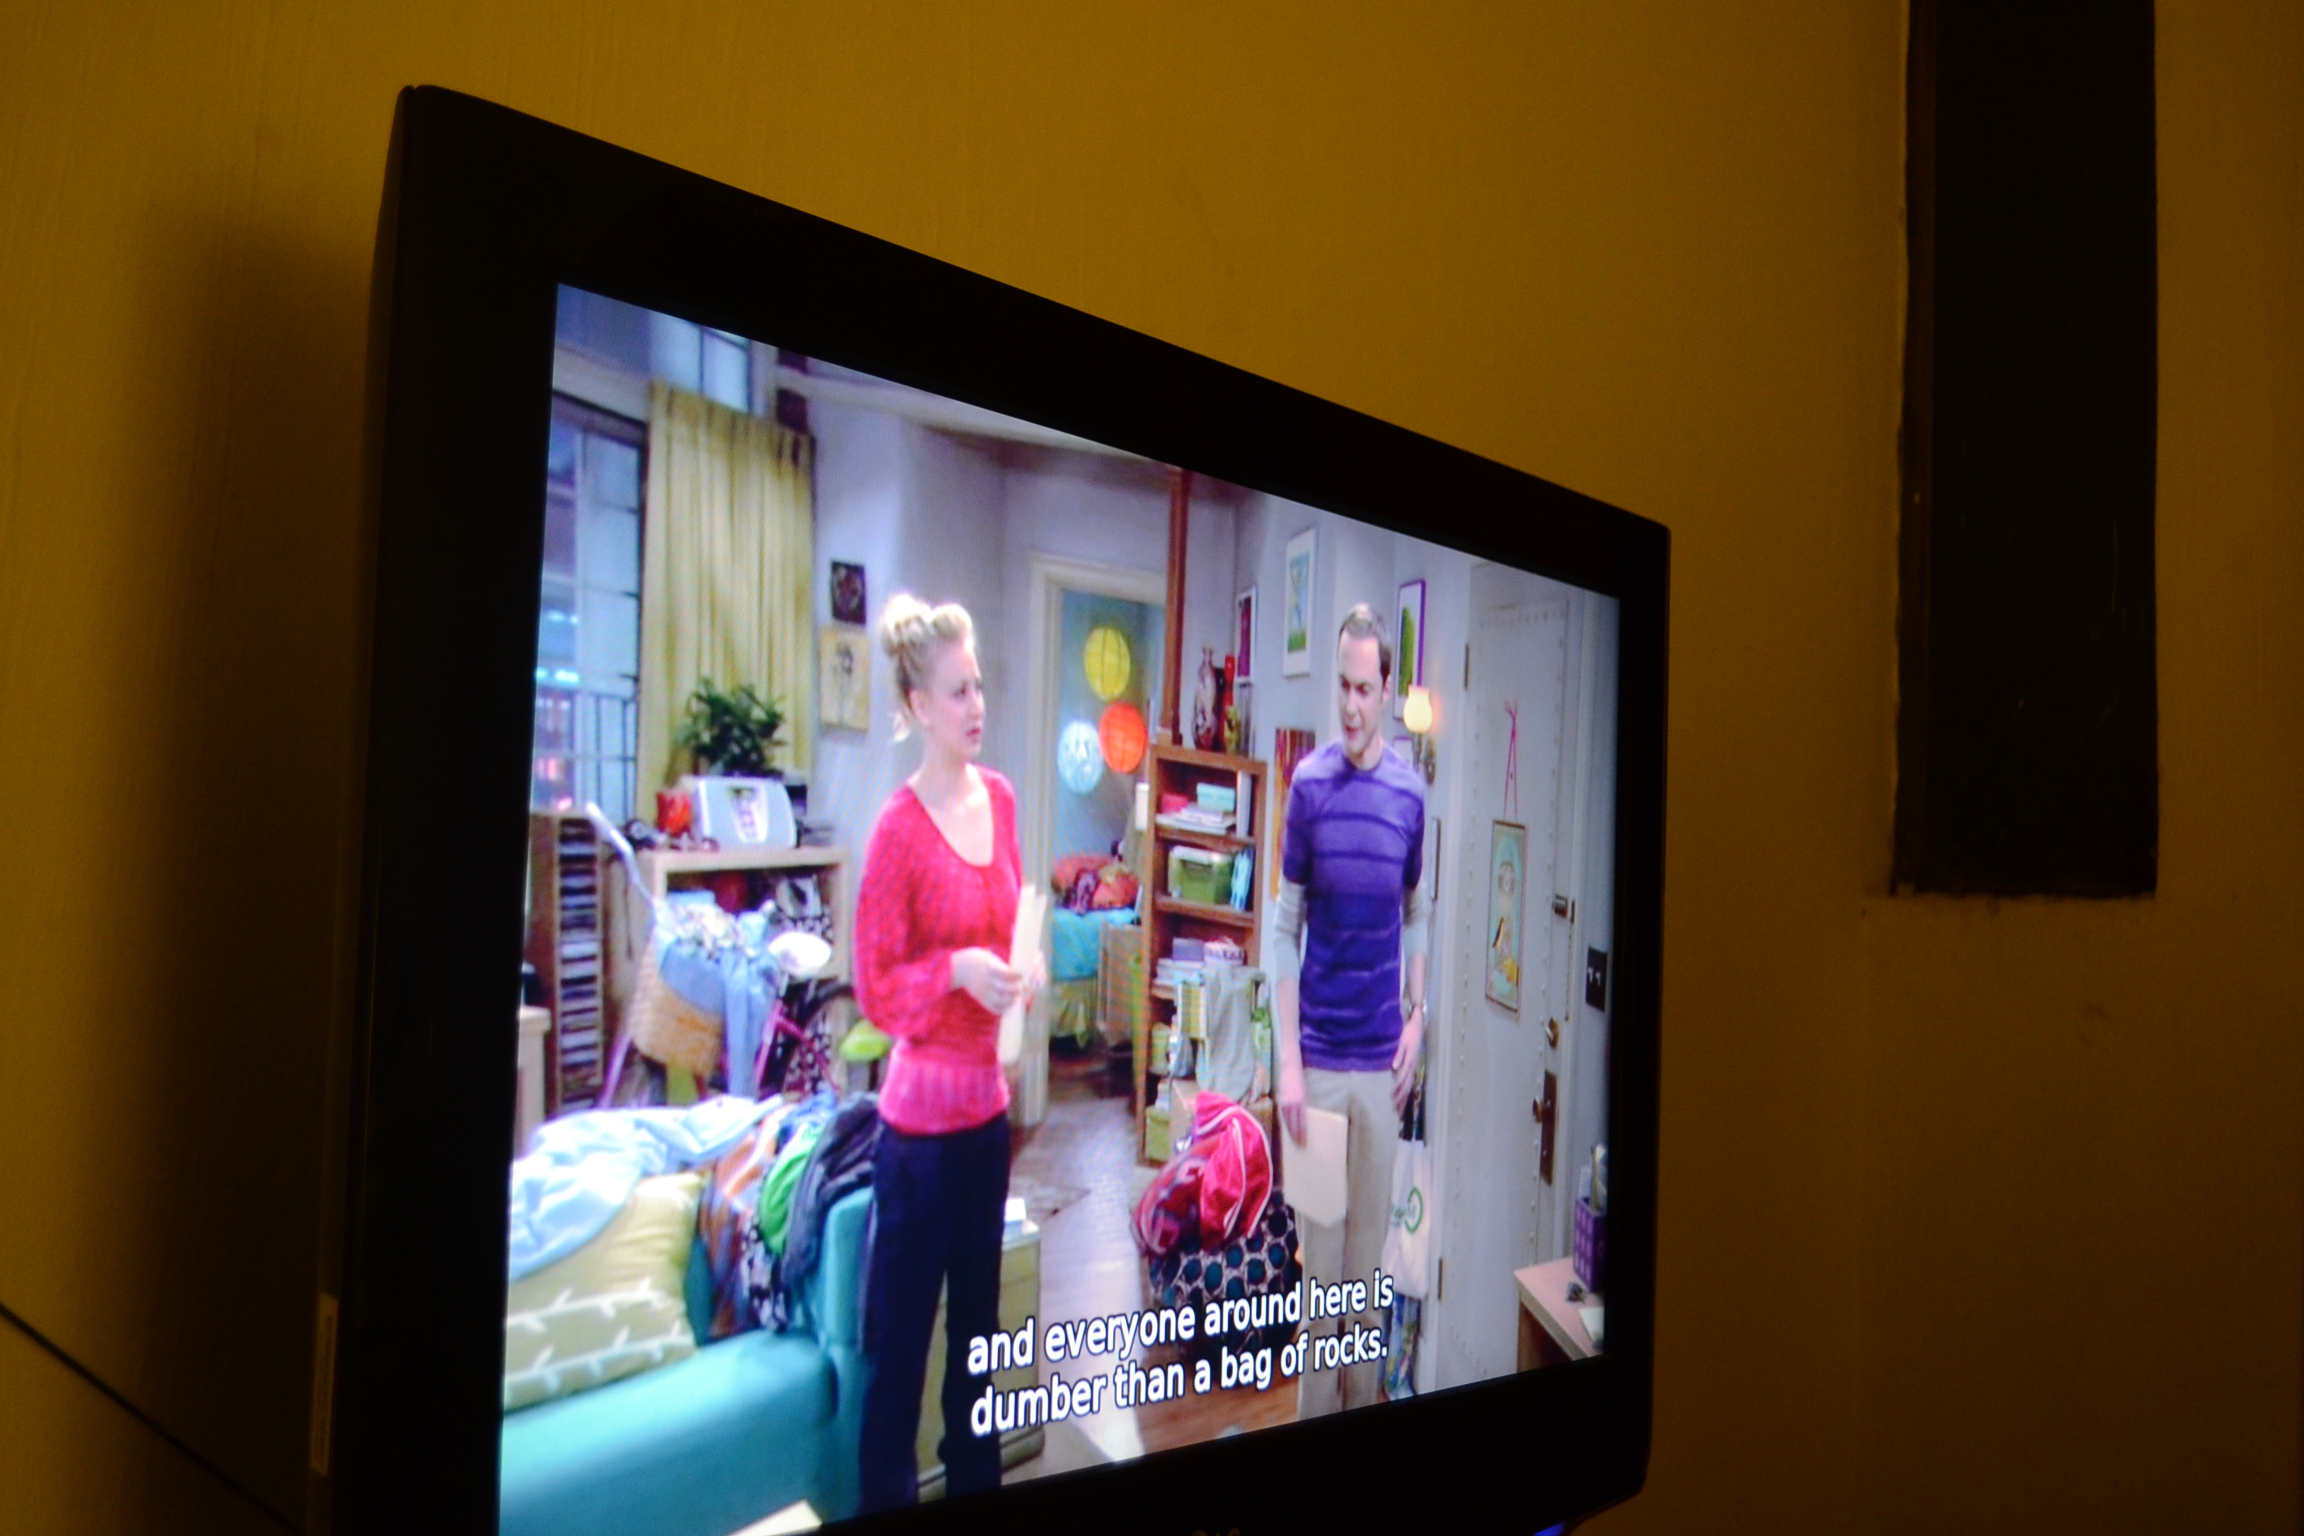 and everyone around here is
dumber than a bag of rocks.